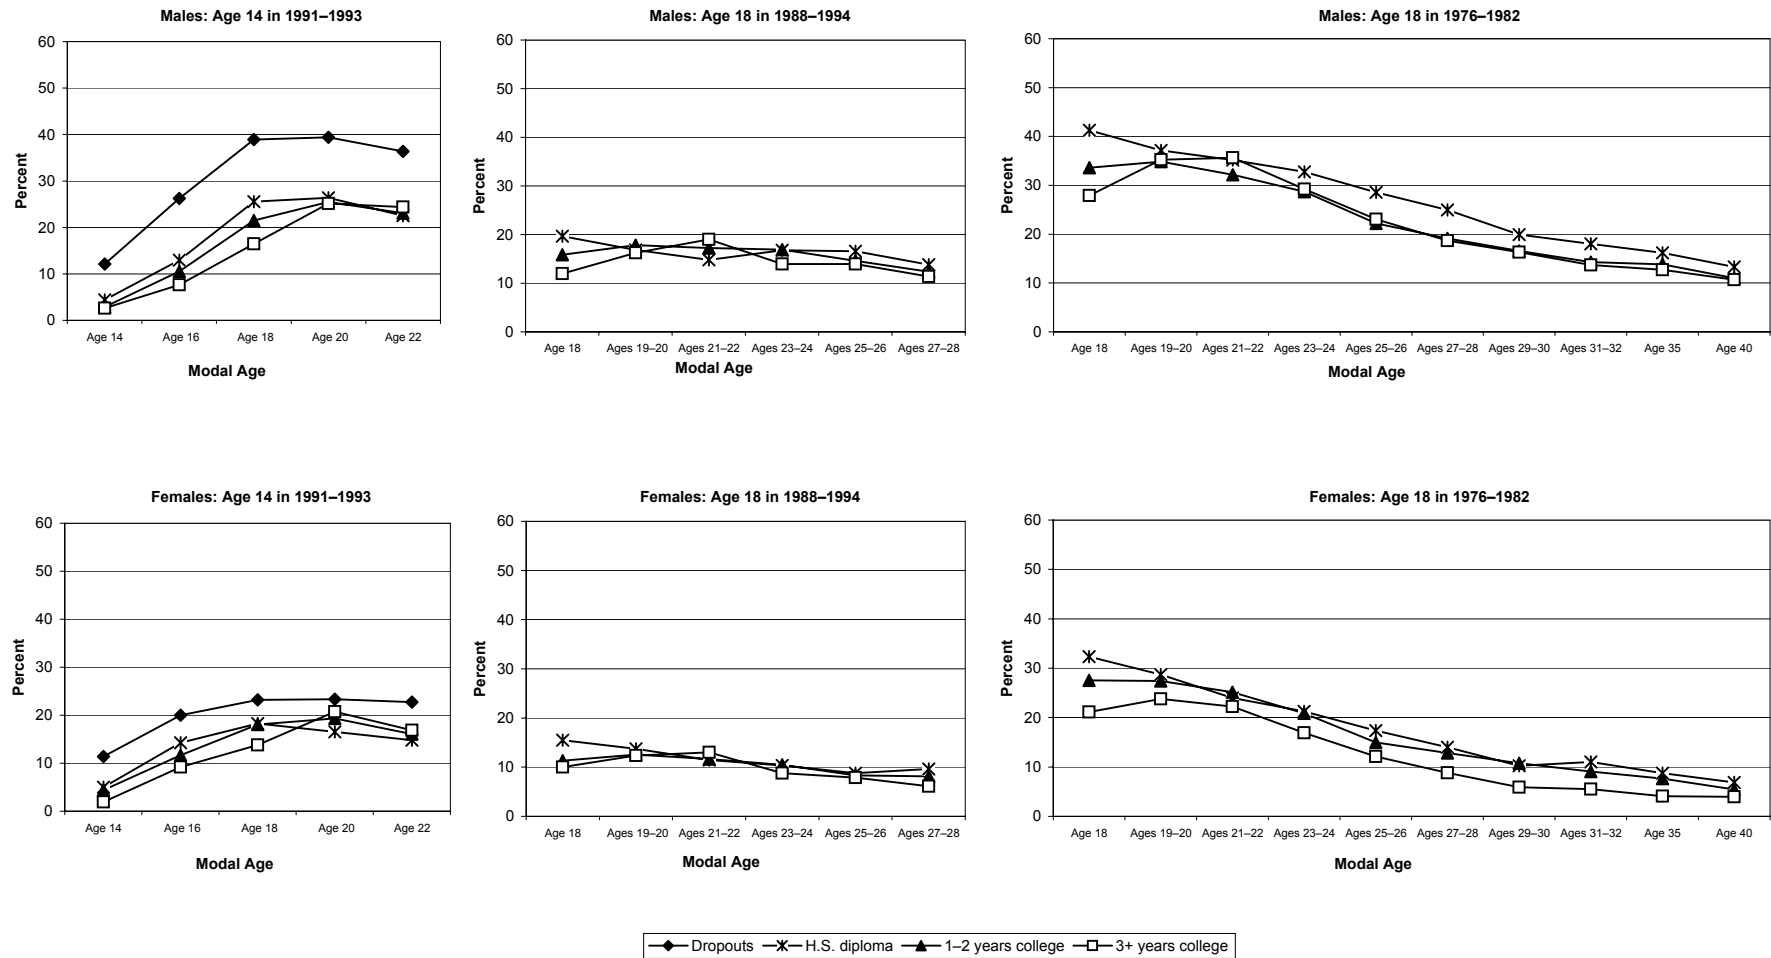 Males: Age 14 in 1991–1993
60
50
40
30
20
10
0
Percent
Age 14 Age 16 Age 18 Age 20 Age 22
Modal Age
Males: Age 18 in 1988–1994
60
50
40
30
20
10
0
Percent
Age 18 Ages 19–20 Ages 21–22 Ages 23–24 Ages 25–26 Ages 27–28
Modal Age
Males: Age 18 in 1976–1982
60
50
40
30
20
10
0
Percent
Age 18 Ages 19–20 Ages 21–22 Ages 23–24 Ages 25–26 Ages 27–28 Ages 29–30 Ages 31–32 Age 35 Age 40
Modal Age
Females: Age 14 in 1991–1993
60
50
40
30
20
10
0
Percent
Age 14 Age 16 Age 18 Age 20 Age 22
Modal Age
Females: Age 18 in 1988–1994
60
50
40
30
20
10
0
Percent
Age 18 Ages 19–20 Ages 21–22 Ages 23–24 Ages 25–26 Ages 27–28
Modal Age
Females: Age 18 in 1976–1982
60
50
40
30
20
10
0
Percent
Age 18 Ages 19–20 Ages 21–22 Ages 23–24 Ages 25–26 Ages 27–28 Ages 29–30 Ages 31–32 Age 35 Age 40
Modal Age
Dropouts H.S. diploma 1–2 years college 3+ years college